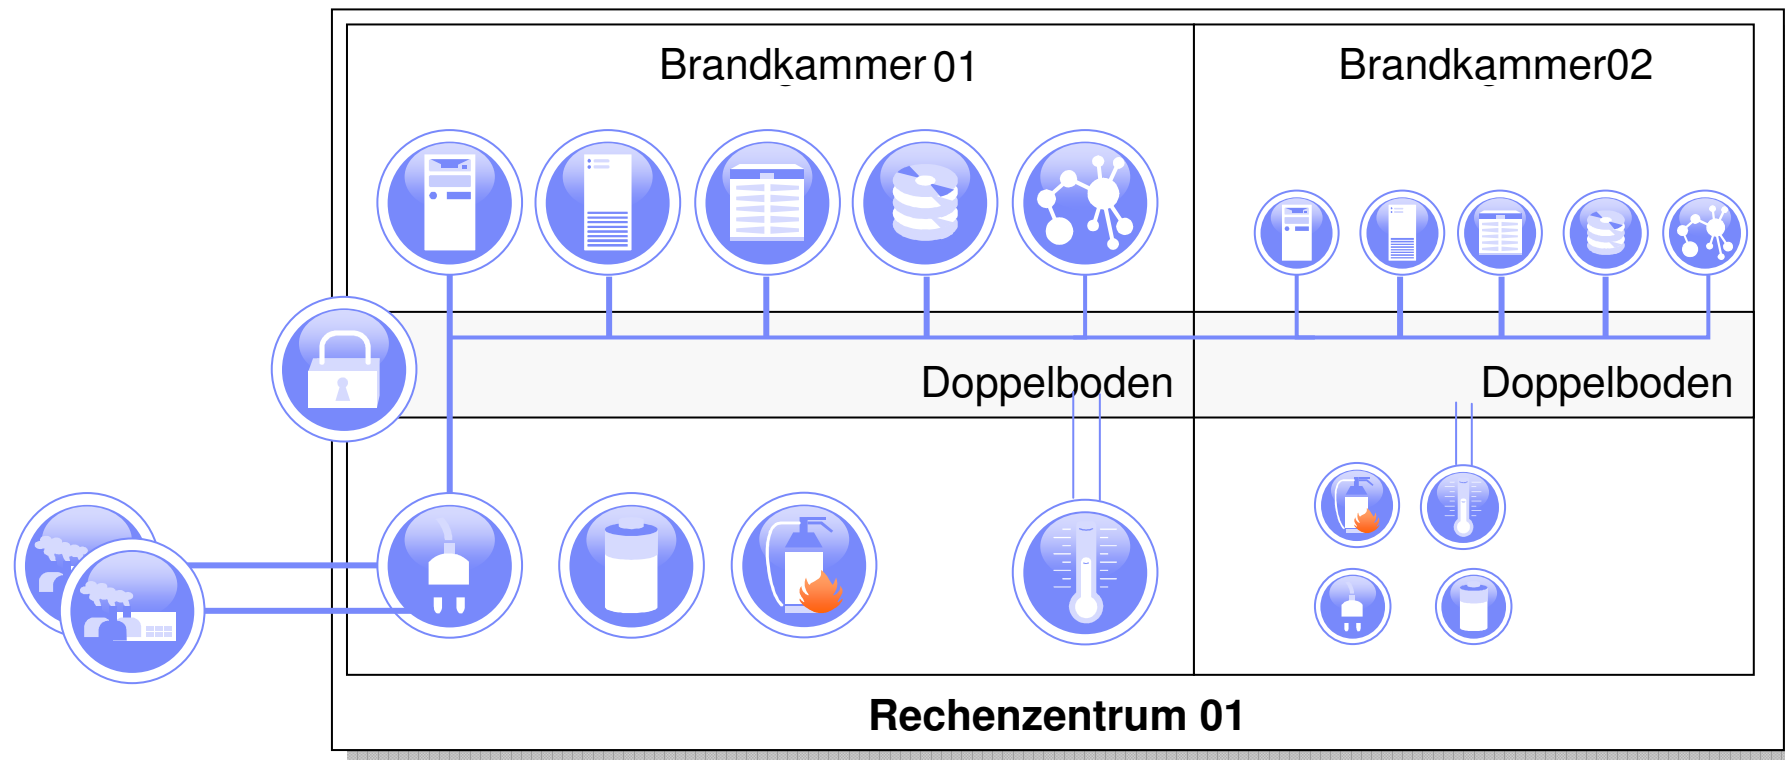 Brandkammer 01
Brandkammer02
Doppelboden
Doppelboden
Rechenzentrum 01